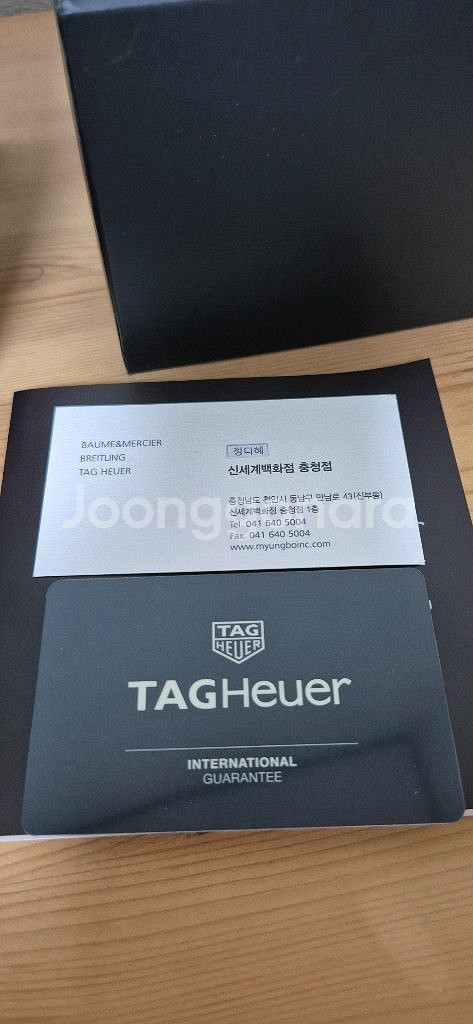 BAUME&MERCIER
BREITLING
TAG HEUER
정다혜
신세계백화점 충청점
충청남도 천안시 동남구 만남로 43(신부동)
신세계백화점 충청점 1층
Tel. 041 640 5004
Fax. 041 640 5004
www.myungboinc.com
Joonggonara
TAG
HEUER
TAGHeuer
INTERNATIONAL
GUARANTEE